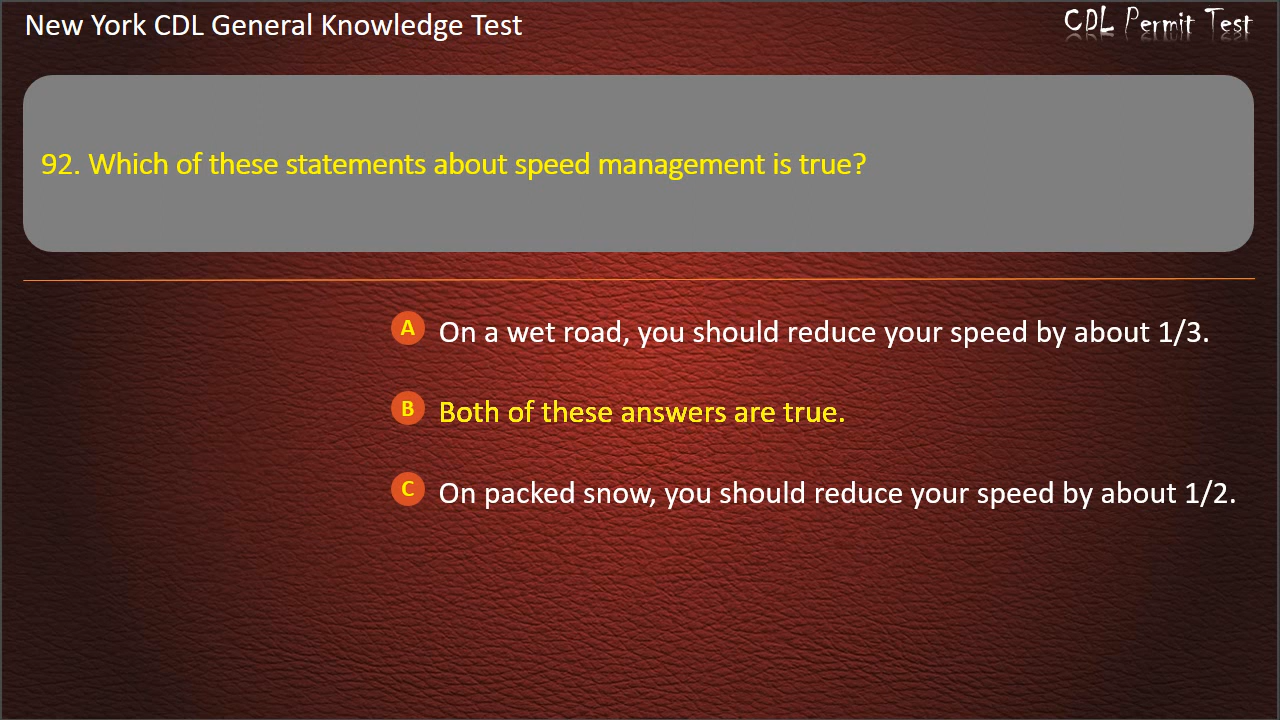 New York CDL General Knowledge Test
CDL Permit Test
92. Which of these statements about speed management is true?
A On a wet road, you should reduce your speed by about 1/3.
B Both of these answers are true.
C On packed snow, you should reduce your speed by about 1/2.